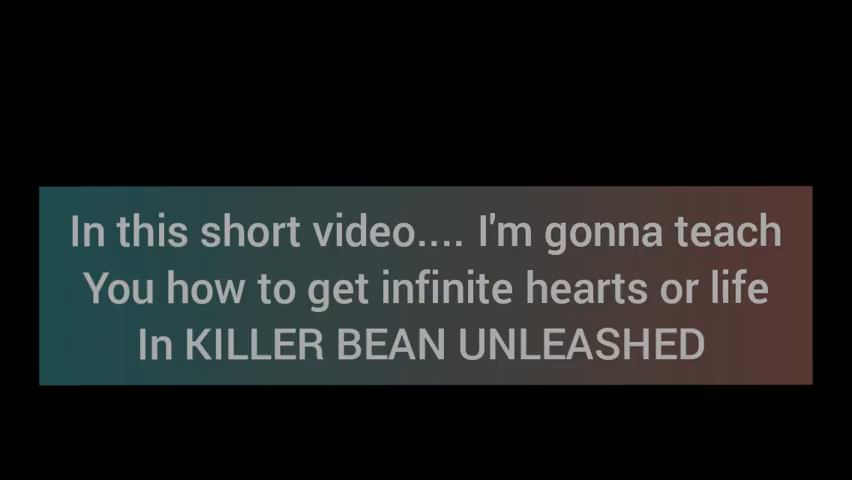 In this short video.... I'm gonna teach
You how to get infinite hearts or life
In KILLER BEAN UNLEASHED